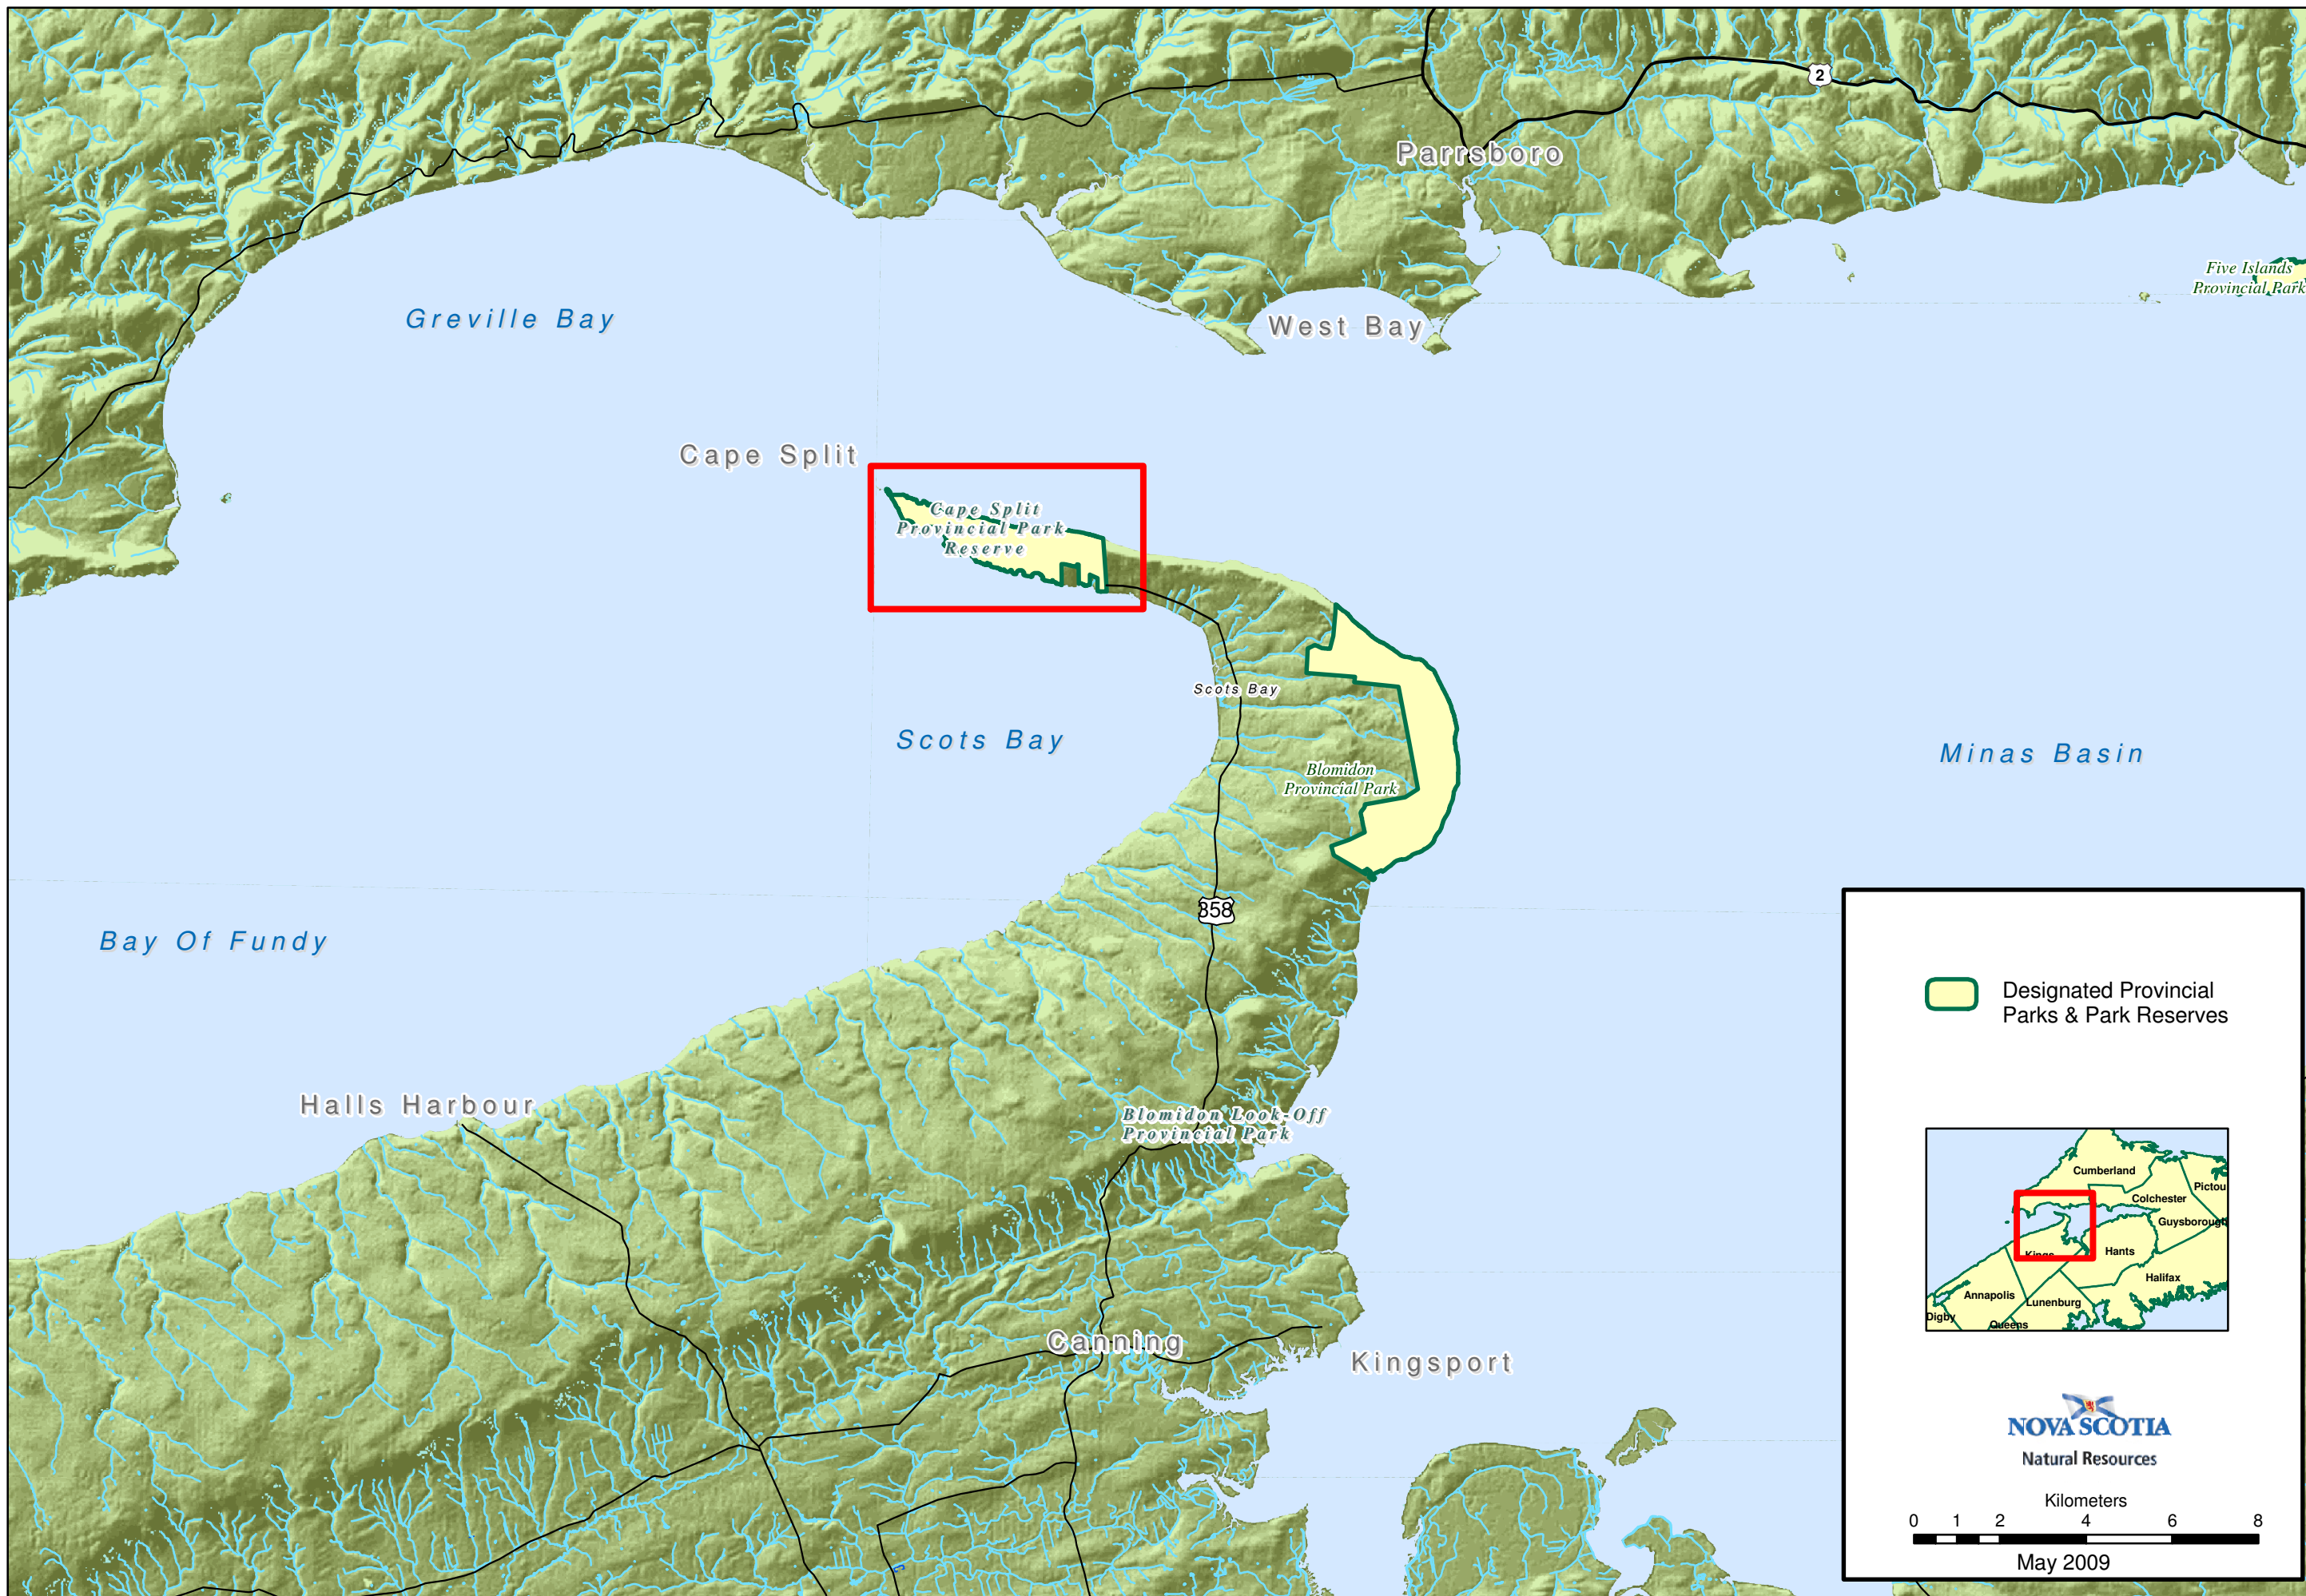 2
Parrsboro
Five Islands
Provincial Park
Greville Bay
West Bay
Cape Split
Cape Split
Provincial Park
Reserve
Scots Bay
Scots Bay
Minas Basin
Blomidon
Provincial Park
358
Bay Of Fundy
Designated Provincial
Parks & Park Reserves
Halls Harbour
Blomidon Look-Off
Provincial Park
Cumberland
Pictou
Colchester
Guysborough
Kings
Hants
Halifax
Annapolis
Lunenburg
Digby
Queens
Canning
Kingsport
NOVA SCOTIA
Natural Resources
Kilometers
0 1 2 4 6 8
May 2009